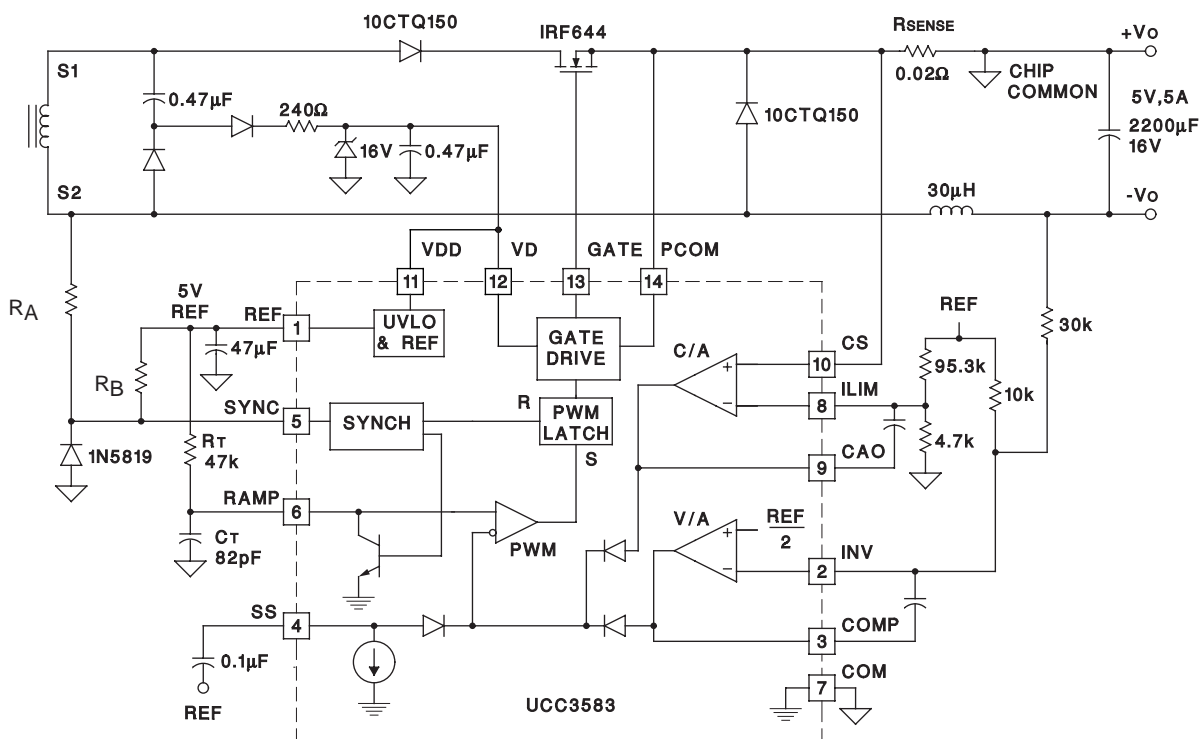 10CTQ150
IRF644
RSENSE
0.02Ω
CHIP
COMMON
+Vo
S1
0.47µF
240Ω
16V
0.47µF
10CTQ150
5V,5A
2200µF
16V
S2
30µH
-Vo
VDD
VD
GATE
PCOM
11
12
13
14
RA
5V
REF
REF
1
UVLO
& REF
GATE
DRIVE
REF
30k
47µF
C/A
+
−
10
CS
95.3k
10k
RB
SYNC
5
SYNCH
R
PWM
LATCH
S
8
ILIM
4.7k
1N5819
RT
47k
9
CAO
RAMP
6
PWM
V/A
+
−
REF
2
CT
82pF
2
INV
SS
4
3
COMP
0.1µF
REF
7
COM
UCC3583